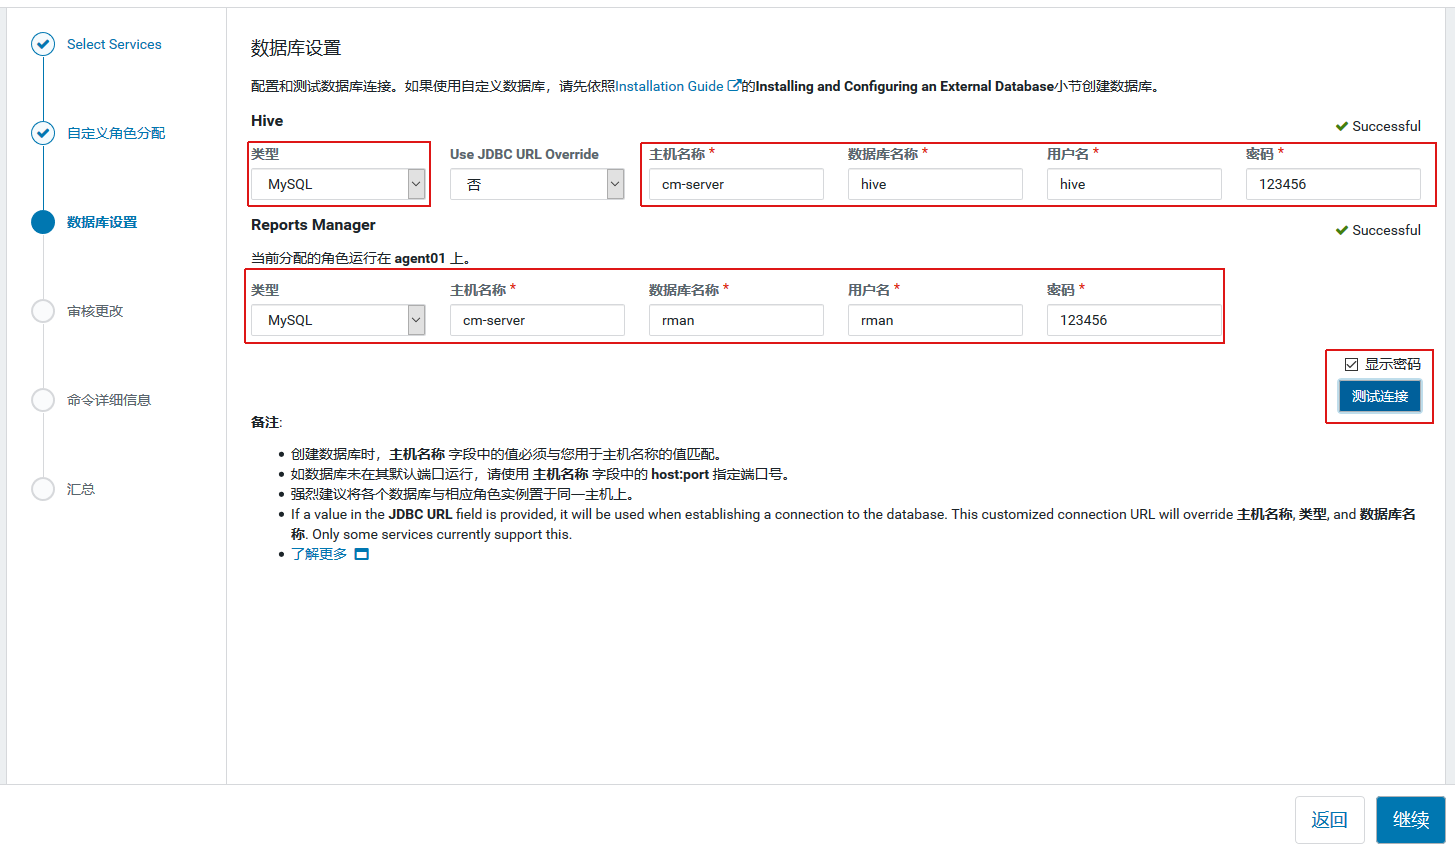 Select Services
自定义角色分配
数据库设置
审核更改
命令详细信息
汇总
数据库设置
配置和测试数据库连接。如果使用自定义数据库，请先依照Installation Guide的Installing and Configuring an External Database小节创建数据库。
Hive
Successful
类型 Use JDBC URL Override 主机名称 * 数据库名称 * 用户名 * 密码 *
MySQL 否 cm-server hive hive 123456
Reports Manager
Successful
当前分配的角色运行在 agent01 上。
类型 主机名称 * 数据库名称 * 用户名 * 密码 *
MySQL cm-server rman rman 123456
显示密码
测试连接
备注:
创建数据库时，主机名称 字段中的值必须与您用于主机名称的值匹配。
如数据库未在其默认端口运行，请使用 主机名称 字段中的 host:port 指定端口号。
强烈建议将各个数据库与相应角色实例置于同一主机上。
If a value in the JDBC URL field is provided, it will be used when establishing a connection to the database. This customized connection URL will override 主机名称, 类型, and 数据库名
称. Only some services currently support this.
了解更多
返回 继续